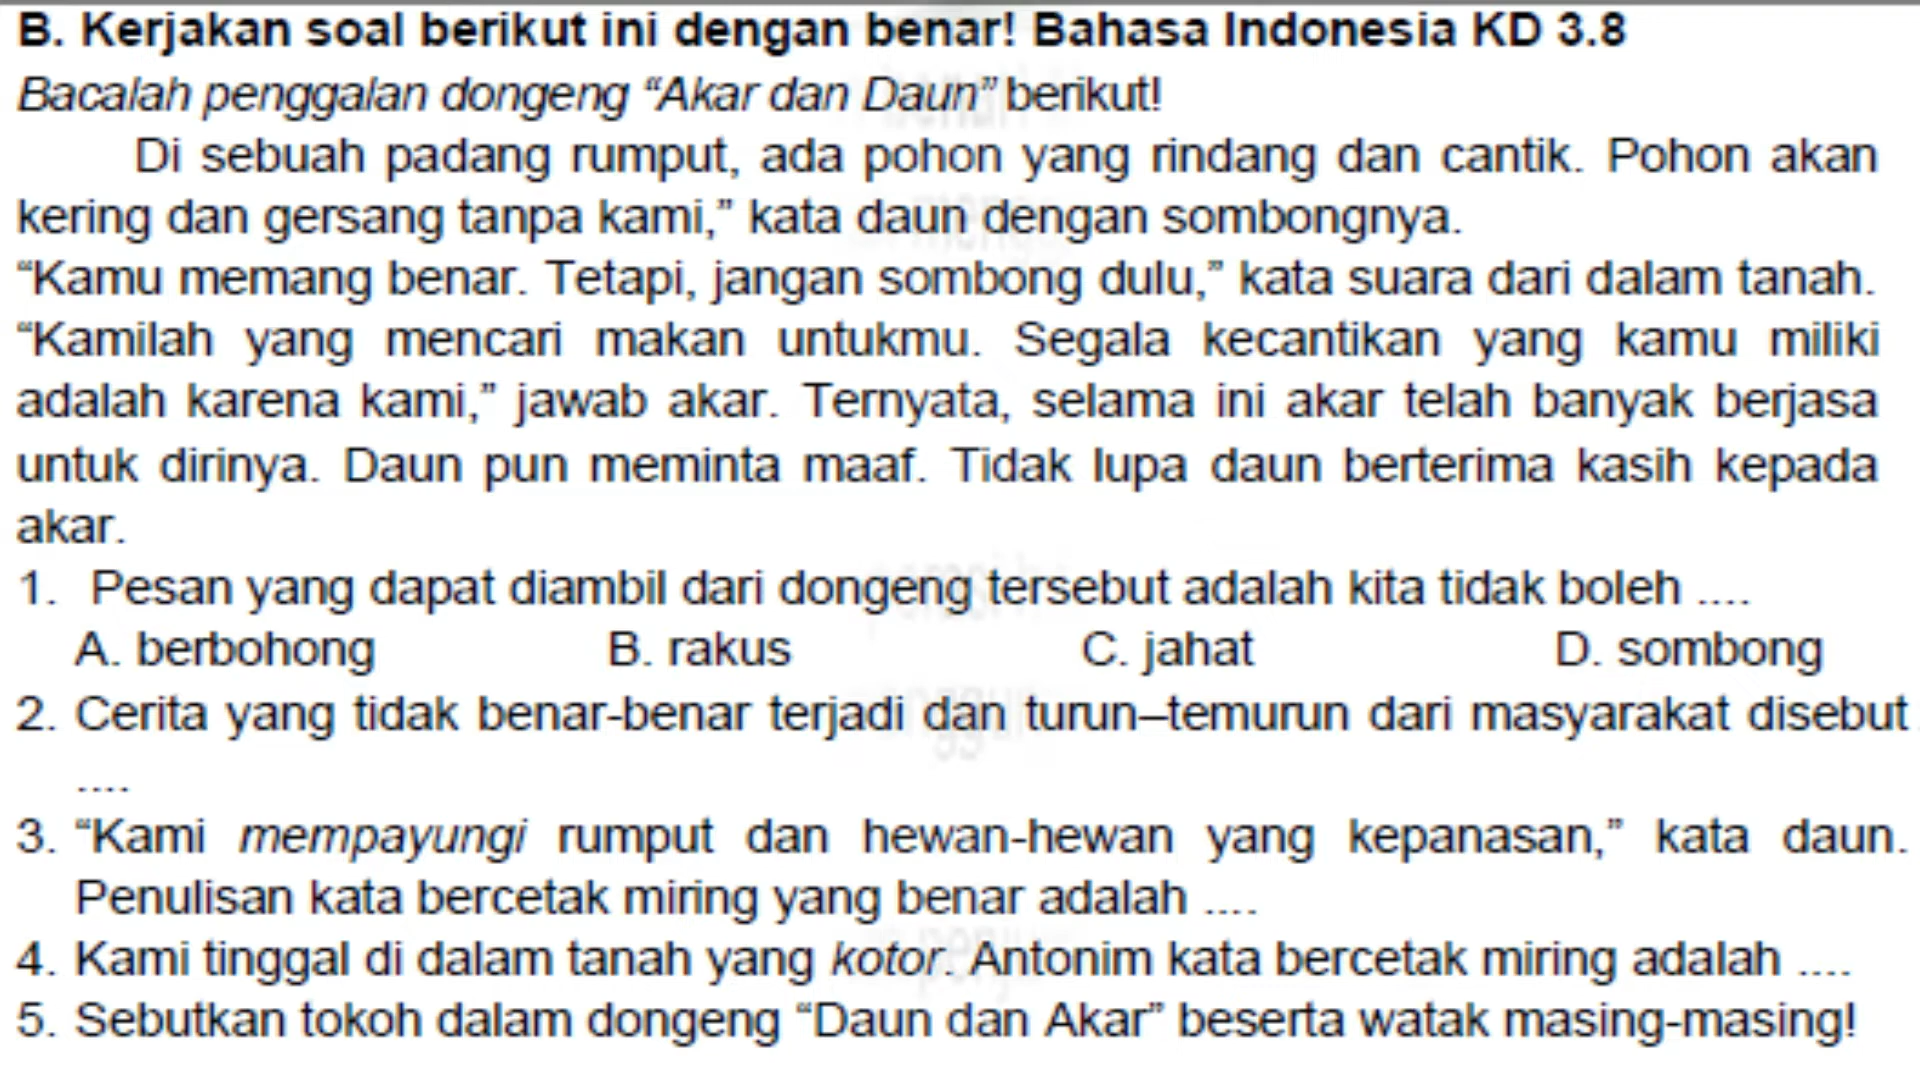 B. Kerjakan soal berikut ini dengan benar! Bahasa Indonesia KD 3.8
Bacalah penggalan dongeng “Akar dan Daun” berikut!
Di sebuah padang rumput, ada pohon yang rindang dan cantik. Pohon akan
kering dan gersang tanpa kami,” kata daun dengan sombongnya.
“Kamu memang benar. Tetapi, jangan sombong dulu,” kata suara dari dalam tanah.
“Kamilah yang mencari makan untukmu. Segala kecantikan yang kamu miliki
adalah karena kami,” jawab akar. Ternyata, selama ini akar telah banyak berjasa
untuk dirinya. Daun pun meminta maaf. Tidak lupa daun berterima kasih kepada
akar.
1. Pesan yang dapat diambil dari dongeng tersebut adalah kita tidak boleh ....
A. berbohong B. rakus C. jahat D. sombong
2. Cerita yang tidak benar-benar terjadi dan turun–temurun dari masyarakat disebut
....
3. “Kami mempayungi rumput dan hewan-hewan yang kepanasan,” kata daun.
Penulisan kata bercetak miring yang benar adalah ....
4. Kami tinggal di dalam tanah yang kotor. Antonim kata bercetak miring adalah ....
5. Sebutkan tokoh dalam dongeng “Daun dan Akar” beserta watak masing-masing!